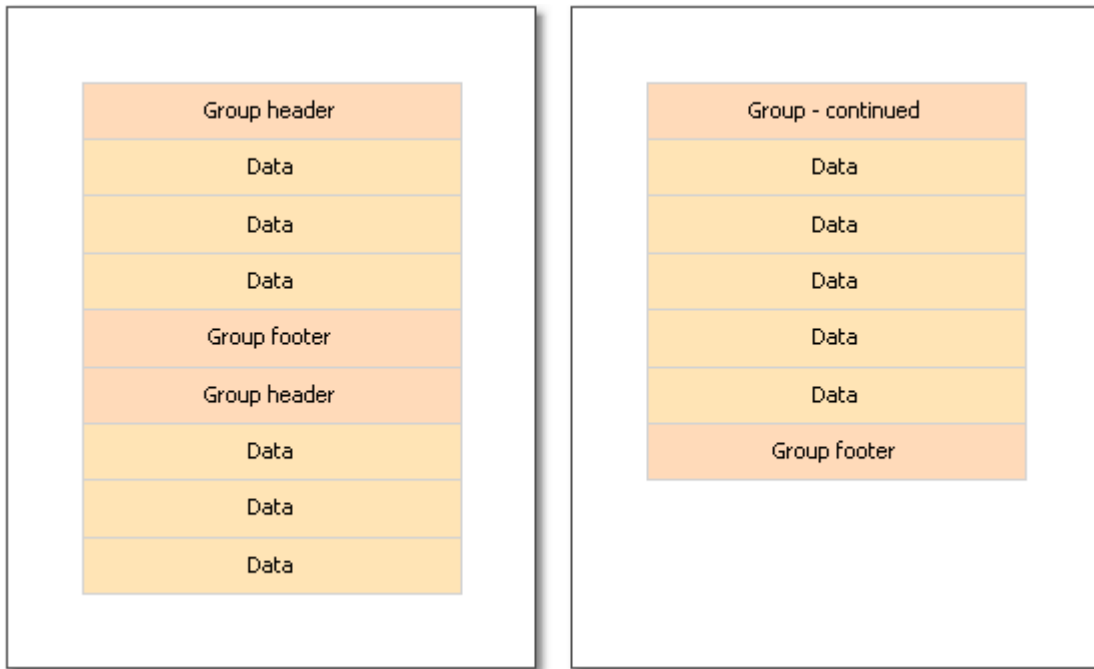 Group header
Data
Data
Data
Group footer
Group header
Data
Data
Data
Group - continued
Data
Data
Data
Data
Data
Group footer